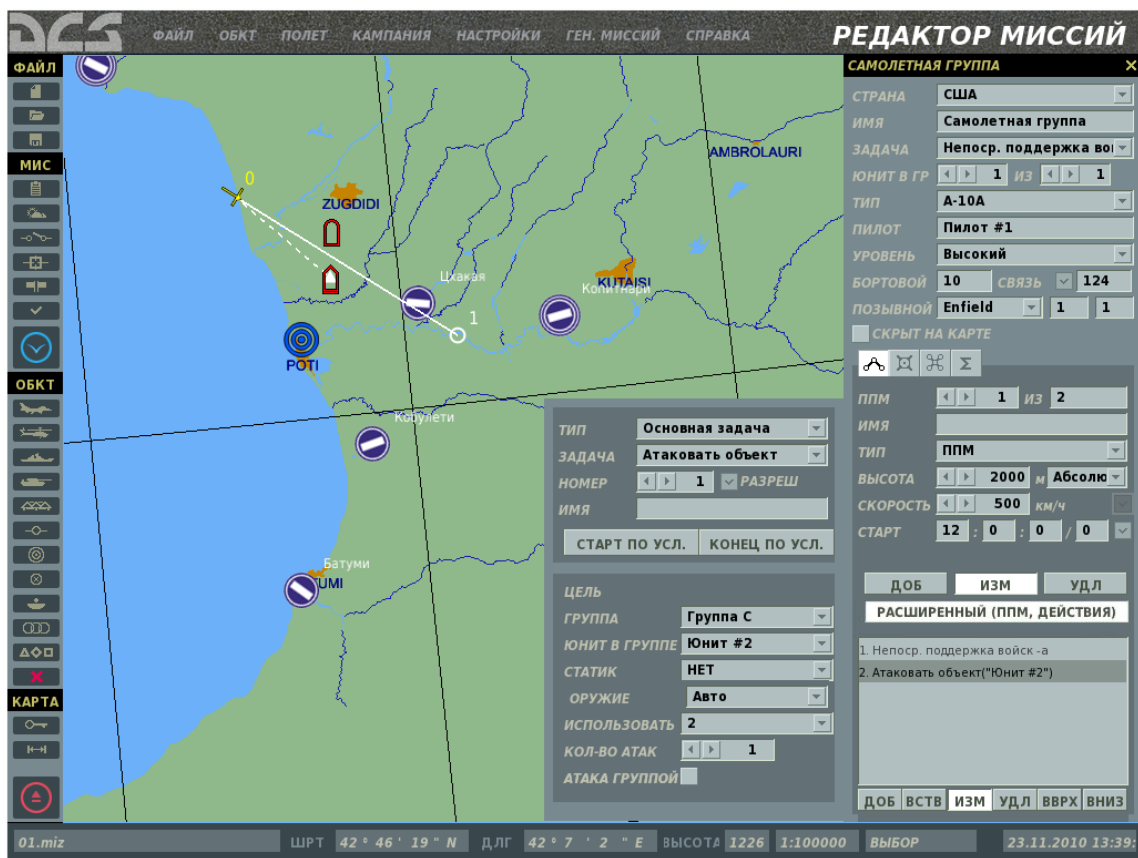 DCS
ФАЙЛ ОБКТ ПОЛЕТ КАМПАНИЯ НАСТРОЙКИ ГЕН. МИССИЙ СПРАВКА
РЕДАКТОР МИССИЙ
ФАЙЛ
МИС
ОБКТ
КАРТА
0
ZUGDIDI
AMBROLAURI
Цхакая
KUTAISI
Копитнари
1
POTI
Кобулети
Батуми
UMI
ТИП Основная задача
ЗАДАЧА Атаковать объект
НОМЕР 1 РАЗРЕШ
ИМЯ
СТАРТ ПО УСЛ. КОНЕЦ ПО УСЛ.
ЦЕЛЬ
ГРУППА Группа С
ЮНИТ В ГРУППЕ Юнит #2
СТАТИК НЕТ
ОРУЖИЕ Авто
ИСПОЛЬЗОВАТЬ 2
КОЛ-ВО АТАК 1
АТАКА ГРУППОЙ
САМОЛЕТНАЯ ГРУППА
СТРАНА США
ИМЯ Самолетная группа
ЗАДАЧА Непоср. поддержка вой
ЮНИТ В ГР 1 ИЗ 1
ТИП A-10A
ПИЛОТ Пилот #1
УРОВЕНЬ Высокий
БОРТОВОЙ 10 СВЯЗЬ 124
ПОЗЫВНОЙ Enfield 1 1
СКРЫТ НА КАРТЕ
Σ
ППМ 1 ИЗ 2
ИМЯ
ТИП ППМ
ВЫСОТА 2000 м Абсолю
СКОРОСТЬ 500 км/ч
СТАРТ 12 : 0 : 0 / 0
ДОБ ИЗМ УДЛ
РАСШИРЕННЫЙ (ППМ, ДЕЙСТВИЯ)
1. Непоср. поддержка войск -a
2. Атаковать объект("Юнит #2")
ДОБ ВСТВ ИЗМ УДЛ ВВРХ ВНИЗ
01.miz ШРТ 42 ° 46 ' 19 " N ДЛГ 42 ° 7 ' 2 " E ВЫСОТА 1226 1:100000 ВЫБОР 23.11.2010 13:39: